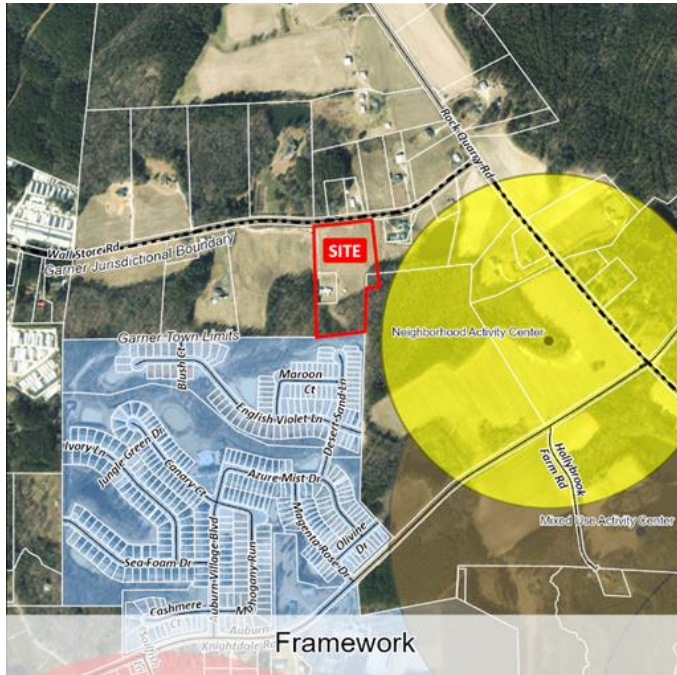 Rock Quarry Rd
Wall Store Rd
Garner Jurisdictional Boundary
SITE
Garner Town Limits
Neighborhood Activity Center
Blush Ct
Maroon
Ct
English Violet Ln
Desert Sand Ln
Ivory Ln
Jungle Green Dr
Canary Ct
Azure Mist Dr
Hollybrook
Farm Rd
Magenta Rose Dr
Olivine
Dr
Mixed Use Activity Center
Auburn Village Blvd
Mahogany Run
Sea Foam Dr
Cashmere
Ct
Auburn
Knightdale Rd
Framework